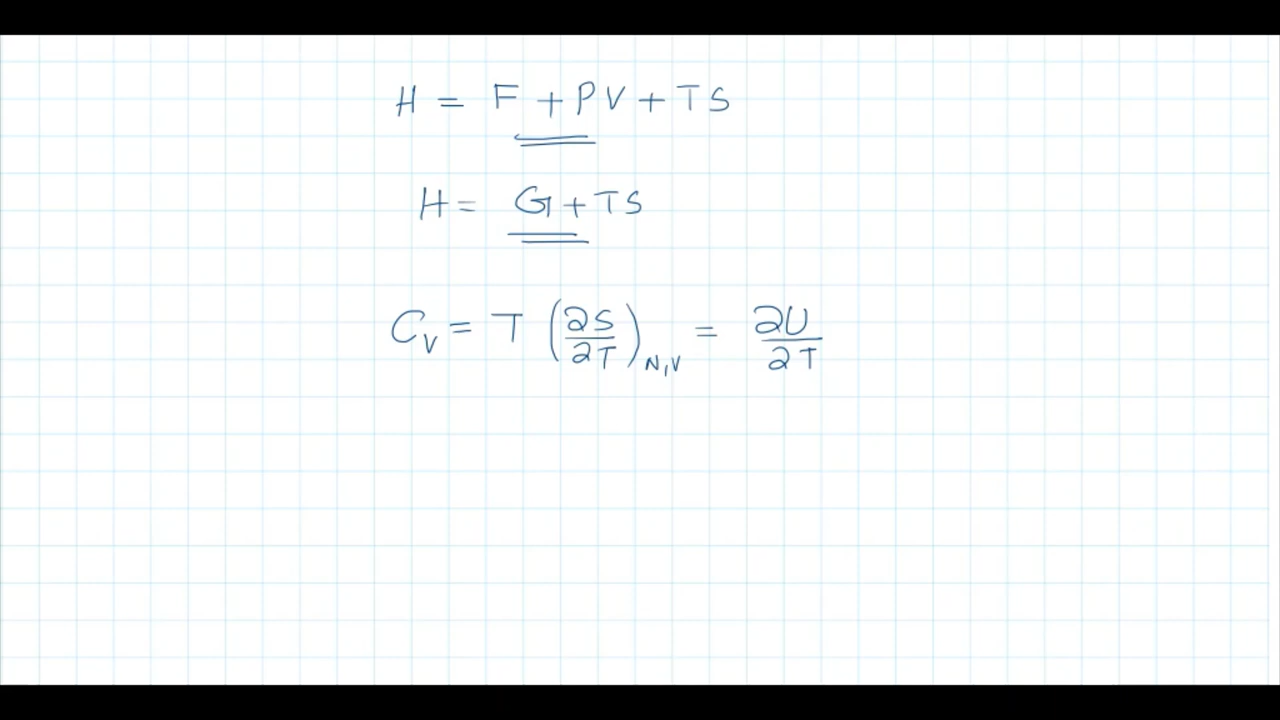 H = F + PV + TS
H = G + TS
C_V = T (∂S/∂T)_{N,V} = ∂U/∂T